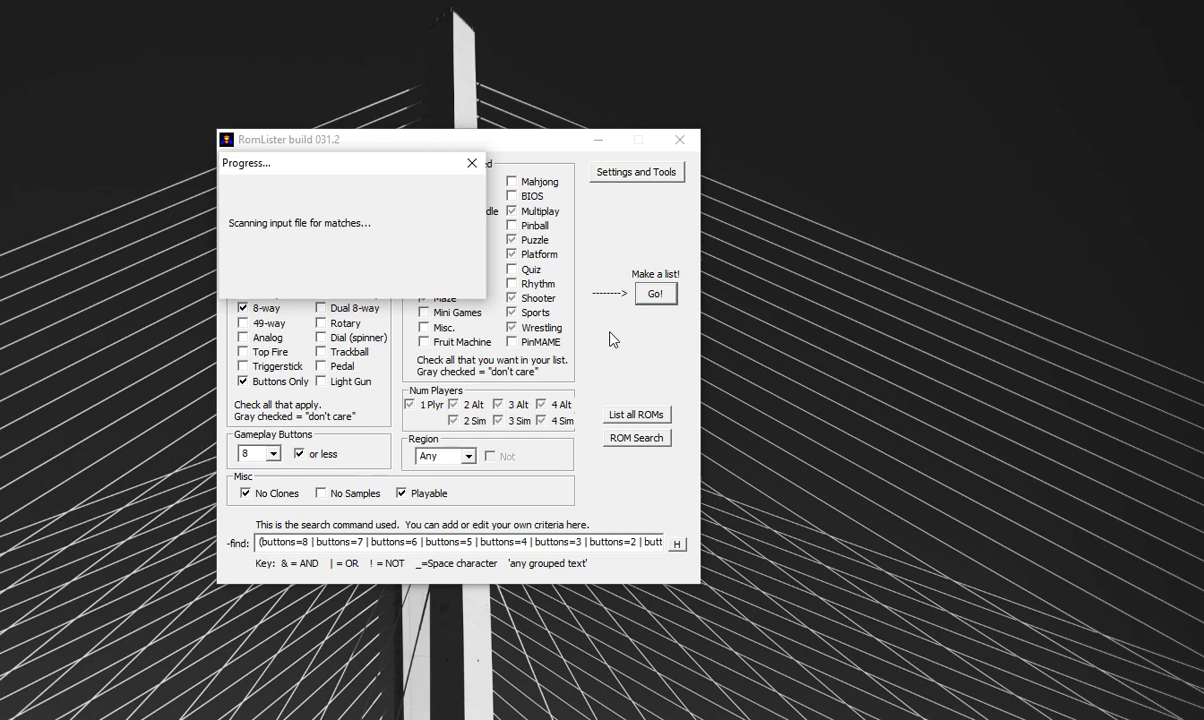 RomLister build 031.2
Progress...
Scanning input file for matches...
Mahjong
BIOS
Multiplay
Pinball
Puzzle
Platform
Quiz
Rhythm
Shooter
Sports
Wrestling
PinMAME
Maze
Mini Games
Misc.
Fruit Machine
Check all that you want in your list.
Gray checked = "don't care"
Settings and Tools
Make a list!
--------> Go!
List all ROMs
ROM Search
8-way Dual 8-way
49-way Rotary
Analog Dial (spinner)
Top Fire Trackball
Triggerstick Pedal
Buttons Only Light Gun
Check all that apply.
Gray checked = "don't care"
Num Players
1 Plyr 2 Alt 3 Alt 4 Alt
2 Sim 3 Sim 4 Sim
Gameplay Buttons
8 or less
Region
Any Not
Misc
No Clones No Samples Playable
This is the search command used. You can add or edit your own criteria here.
-find: (buttons=8 | buttons=7 | buttons=6 | buttons=5 | buttons=4 | buttons=3 | buttons=2 | butt H
Key: & = AND | = OR ! = NOT _=Space character 'any grouped text'